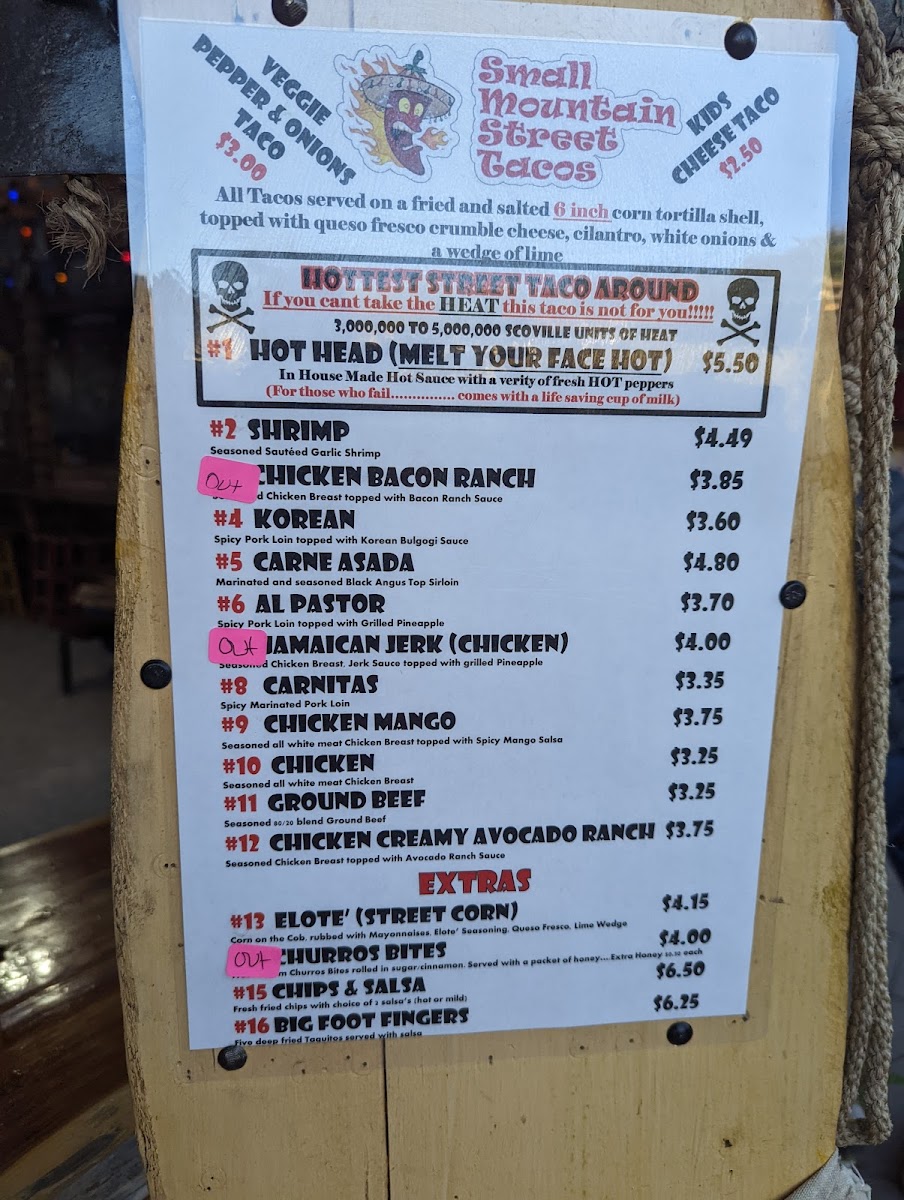 VEGGIE
PEPPER & ONIONS
TACO
$3.00
Small
Mountain
Street
Tacos
KIDS
CHEESE TACO
$2.50
All Tacos served on a fried and salted 6 inch corn tortilla shell,
topped with queso fresco crumble cheese, cilantro, white onions &
a wedge of lime
HOTTEST STREET TACO AROUND
If you cant take the HEAT this taco is not for you!!!!!
3,000,000 TO 5,000,000 SCOVILLE UNITS OF HEAT
#1 HOT HEAD (MELT YOUR FACE HOT) $5.50
In House Made Hot Sauce with a verity of fresh HOT peppers
(For those who fail............... comes with a life saving cup of milk)
#2 SHRIMP $4.49
Seasoned Sautéed Garlic Shrimp
OUT CHICKEN BACON RANCH $3.85
Chicken Breast topped with Bacon Ranch Sauce
#4 KOREAN $3.60
Spicy Pork Loin topped with Korean Bulgogi Sauce
#5 CARNE ASADA $4.80
Marinated and seasoned Black Angus Top Sirloin
#6 AL PASTOR $3.70
Spicy Pork Loin topped with Grilled Pineapple
OUT JAMAICAN JERK (CHICKEN) $4.00
Seasoned Chicken Breast, Jerk Sauce topped with grilled Pineapple
#8 CARNITAS $3.35
Spicy Marinated Pork Loin
#9 CHICKEN MANGO $3.75
Seasoned all white meat Chicken Breast topped with Spicy Mango Salsa
#10 CHICKEN $3.25
Seasoned all white meat Chicken Breast
#11 GROUND BEEF $3.25
Seasoned 80/20 blend Ground Beef
#12 CHICKEN CREAMY AVOCADO RANCH $3.75
Seasoned Chicken Breast topped with Avocado Ranch Sauce
EXTRAS
#13 ELOTE' (STREET CORN) $4.15
Corn on the Cob, rubbed with Mayonnaises, Elote' Seasoning, Queso Fresco, Lime Wedge
OUT CHURROS BITES $4.00
Churros Bites rolled in sugar/cinnamon. Served with a packet of honey... Extra Honey each
#15 CHIPS & SALSA $6.50
Fresh fried chips with choice of 2 salsa's (hot or mild)
#16 BIG FOOT FINGERS $6.25
Five deep fried Taquitos served with salsa